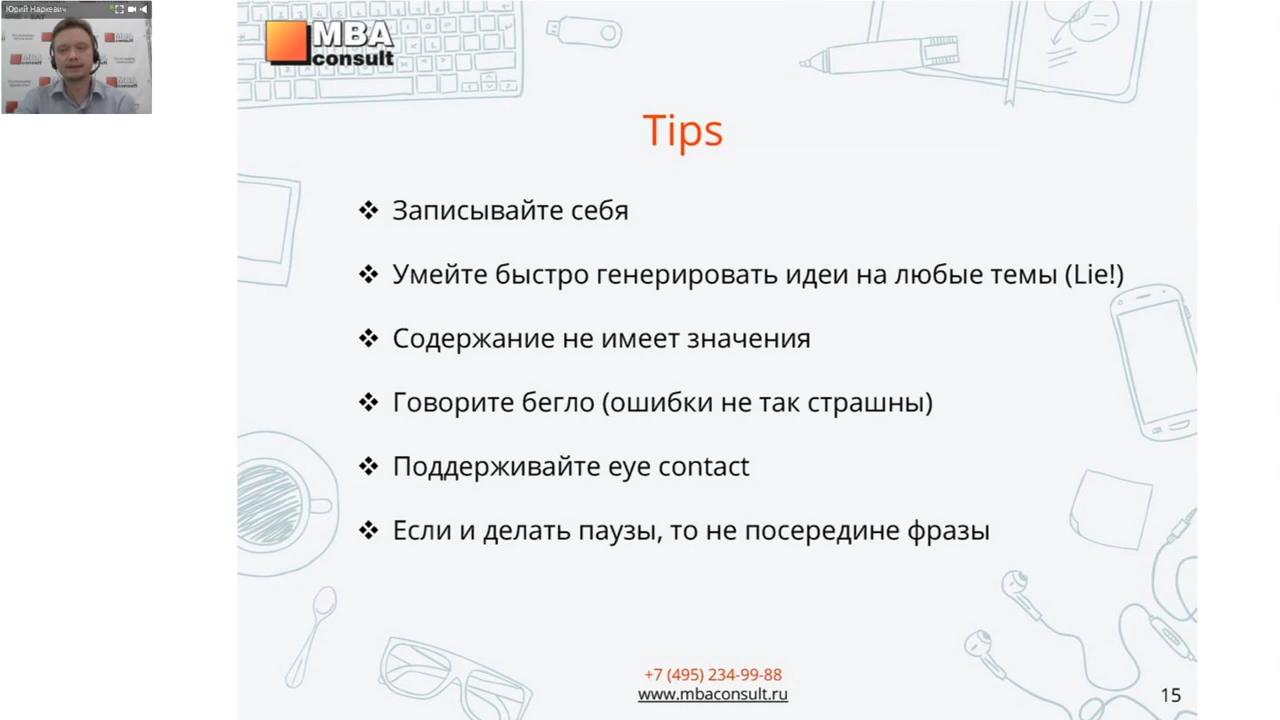 Юрий Наркевич
MBA
consult
MBA
consult
Tips
❖ Записывайте себя
❖ Умейте быстро генерировать идеи на любые темы (Lie!)
❖ Содержание не имеет значения
❖ Говорите бегло (ошибки не так страшны)
❖ Поддерживайте eye contact
❖ Если и делать паузы, то не посередине фразы
+7 (495) 234-99-88
www.mbaconsult.ru
15